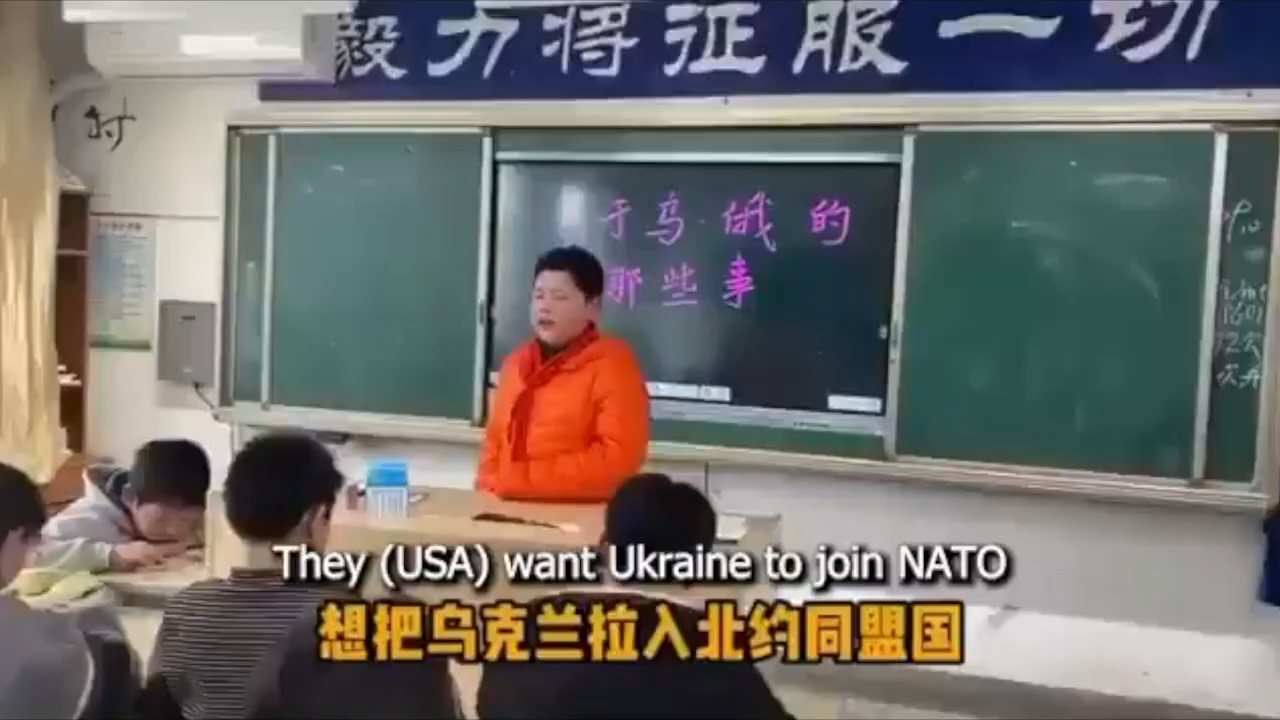 毅力将征服一切
时
于乌·俄的
那些事
They (USA) want Ukraine to join NATO
想把乌克兰拉入北约同盟国